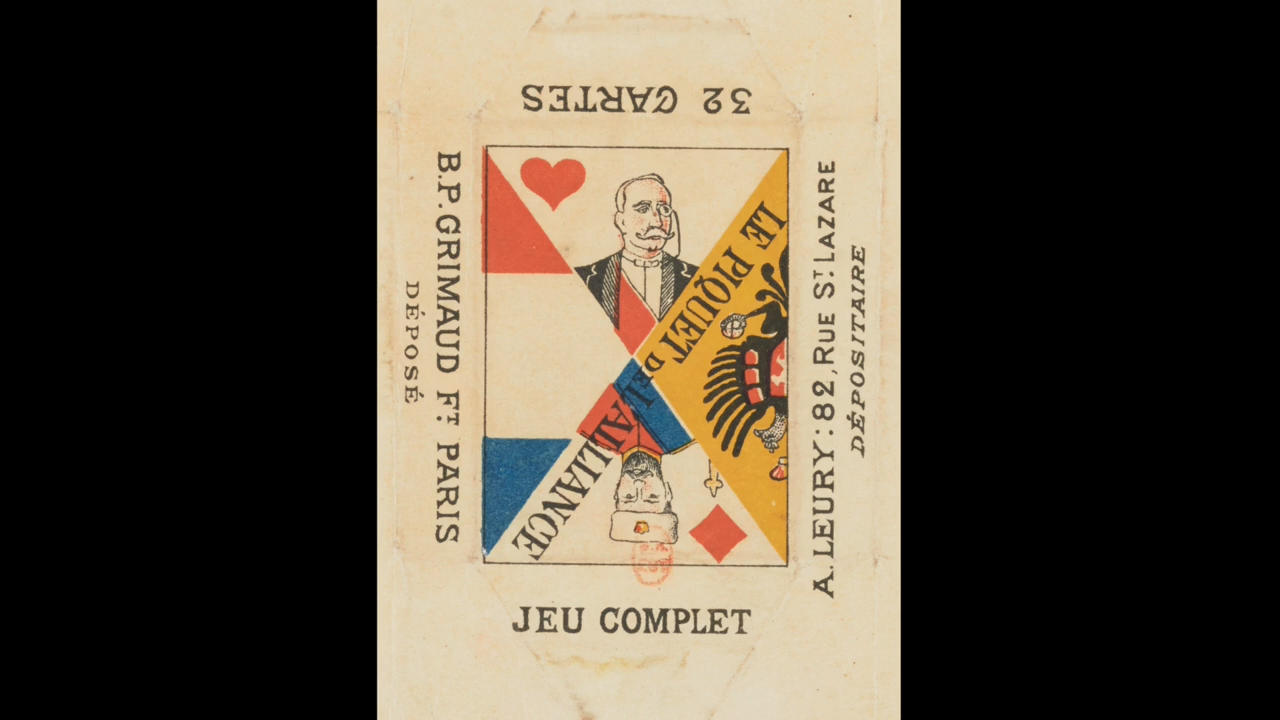 32 CARTES
B.P. GRIMAUD FT PARIS
DÉPOSÉ
LE PIQUET DE L'ALLIANCE
A. LEURY: 82, RUE ST LAZARE
DÉPOSITAIRE
JEU COMPLET